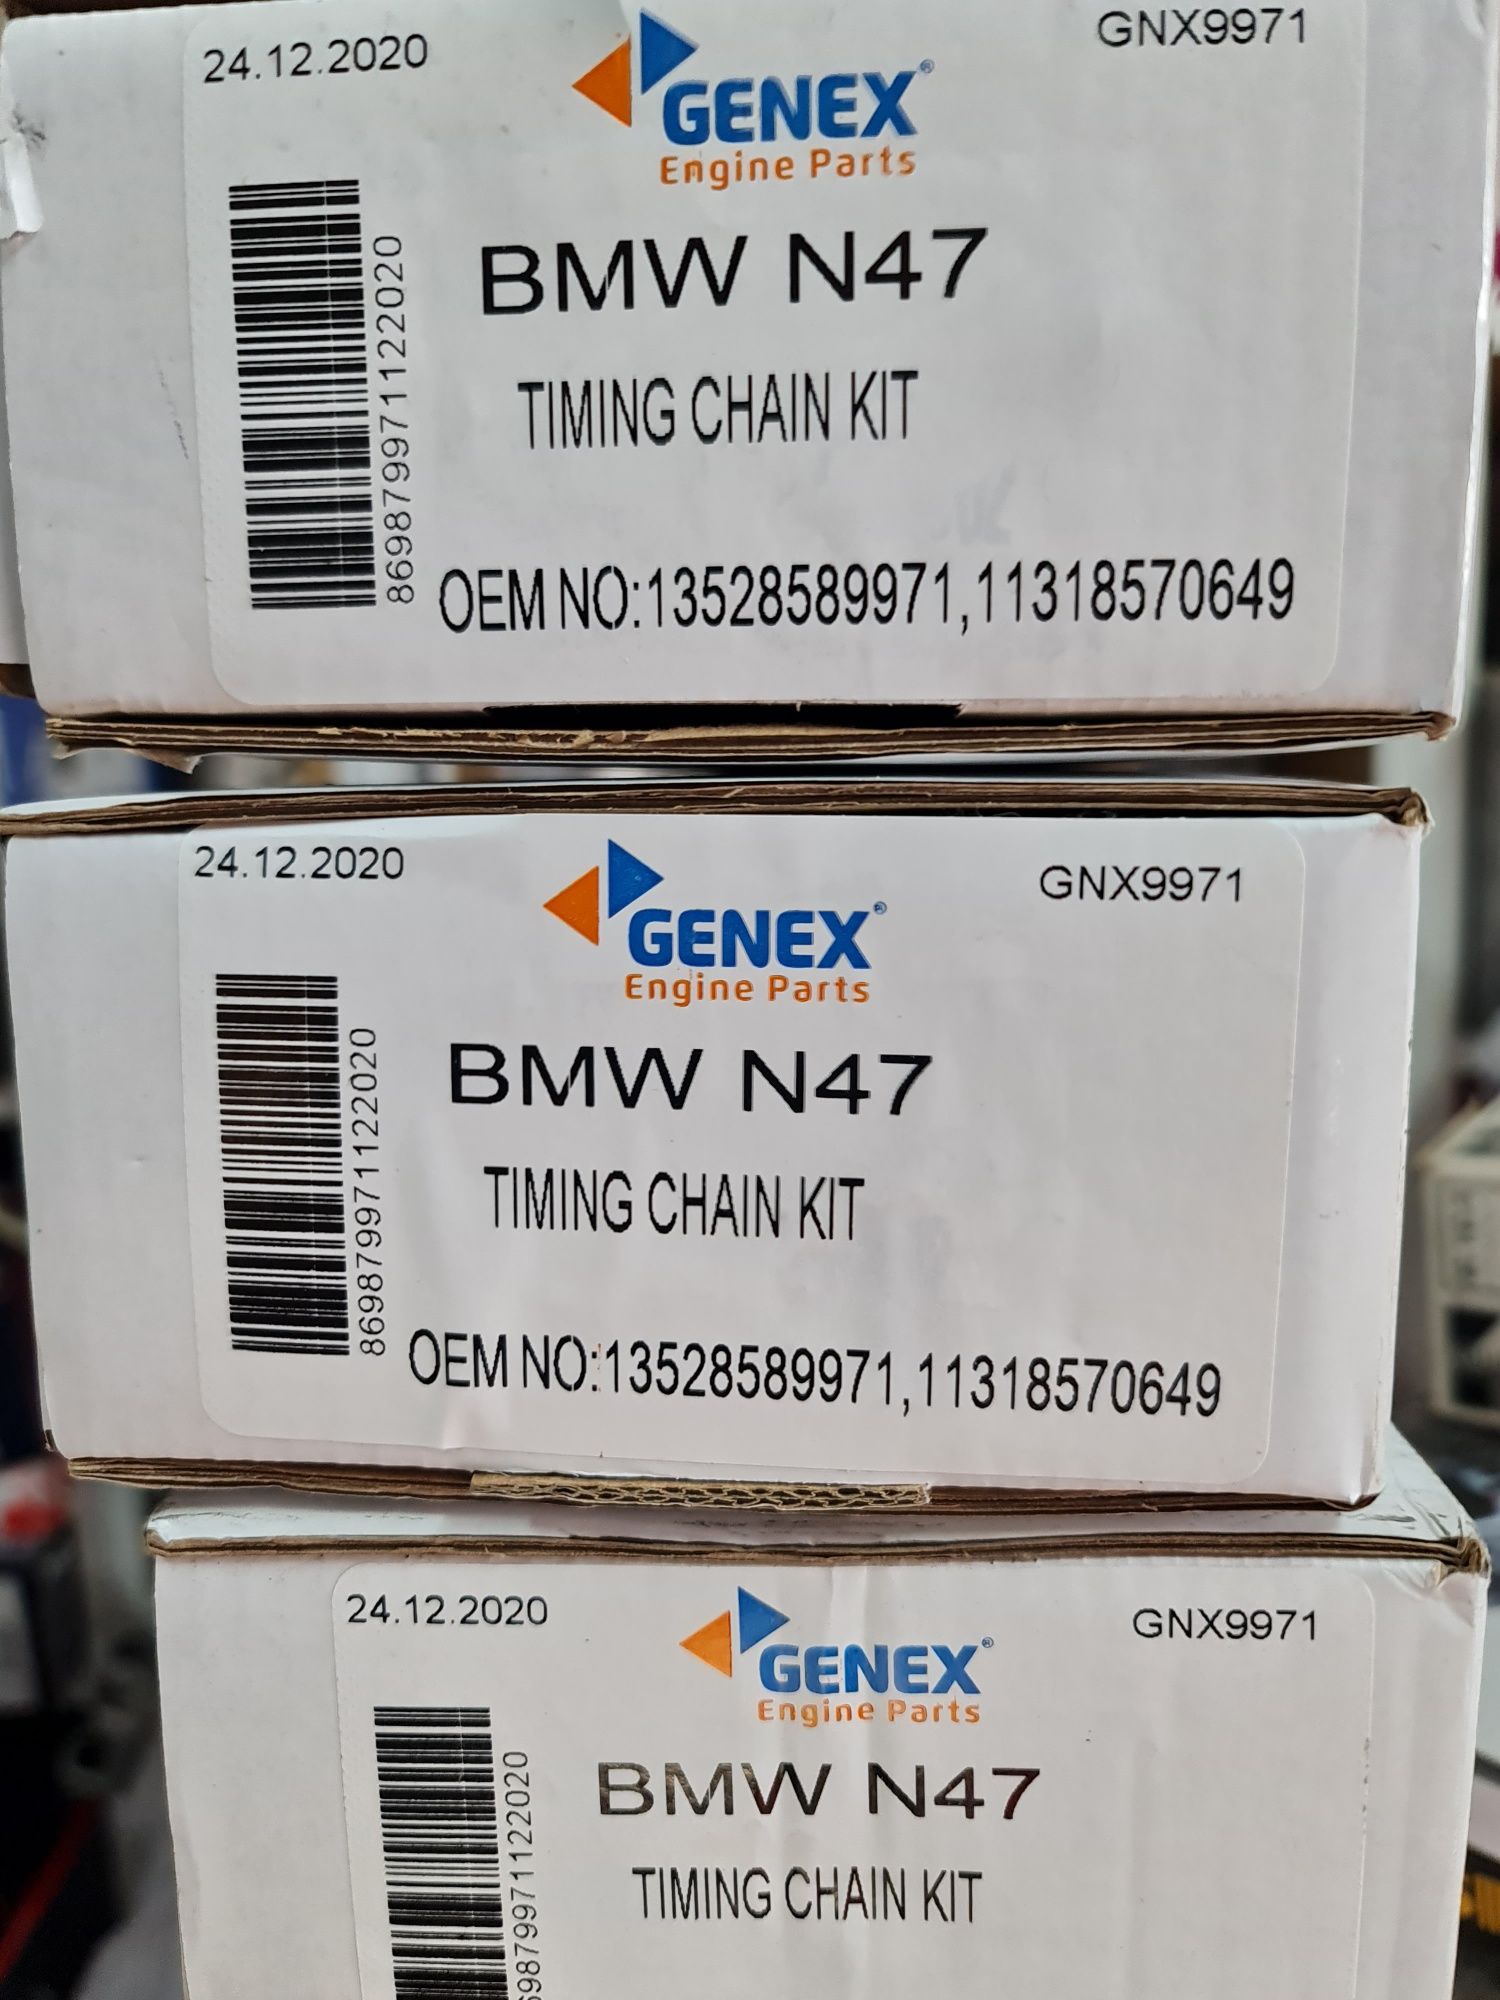 24.12.2020
GNX9971
GENEX®
Engine Parts
BMW N47
TIMING CHAIN KIT
8698799711122020
OEM NO:13528589971,11318570649
24.12.2020
GNX9971
GENEX®
Engine Parts
BMW N47
TIMING CHAIN KIT
8698799711122020
OEM NO:13528589971,11318570649
24.12.2020
GNX9971
GENEX®
Engine Parts
BMW N47
TIMING CHAIN KIT